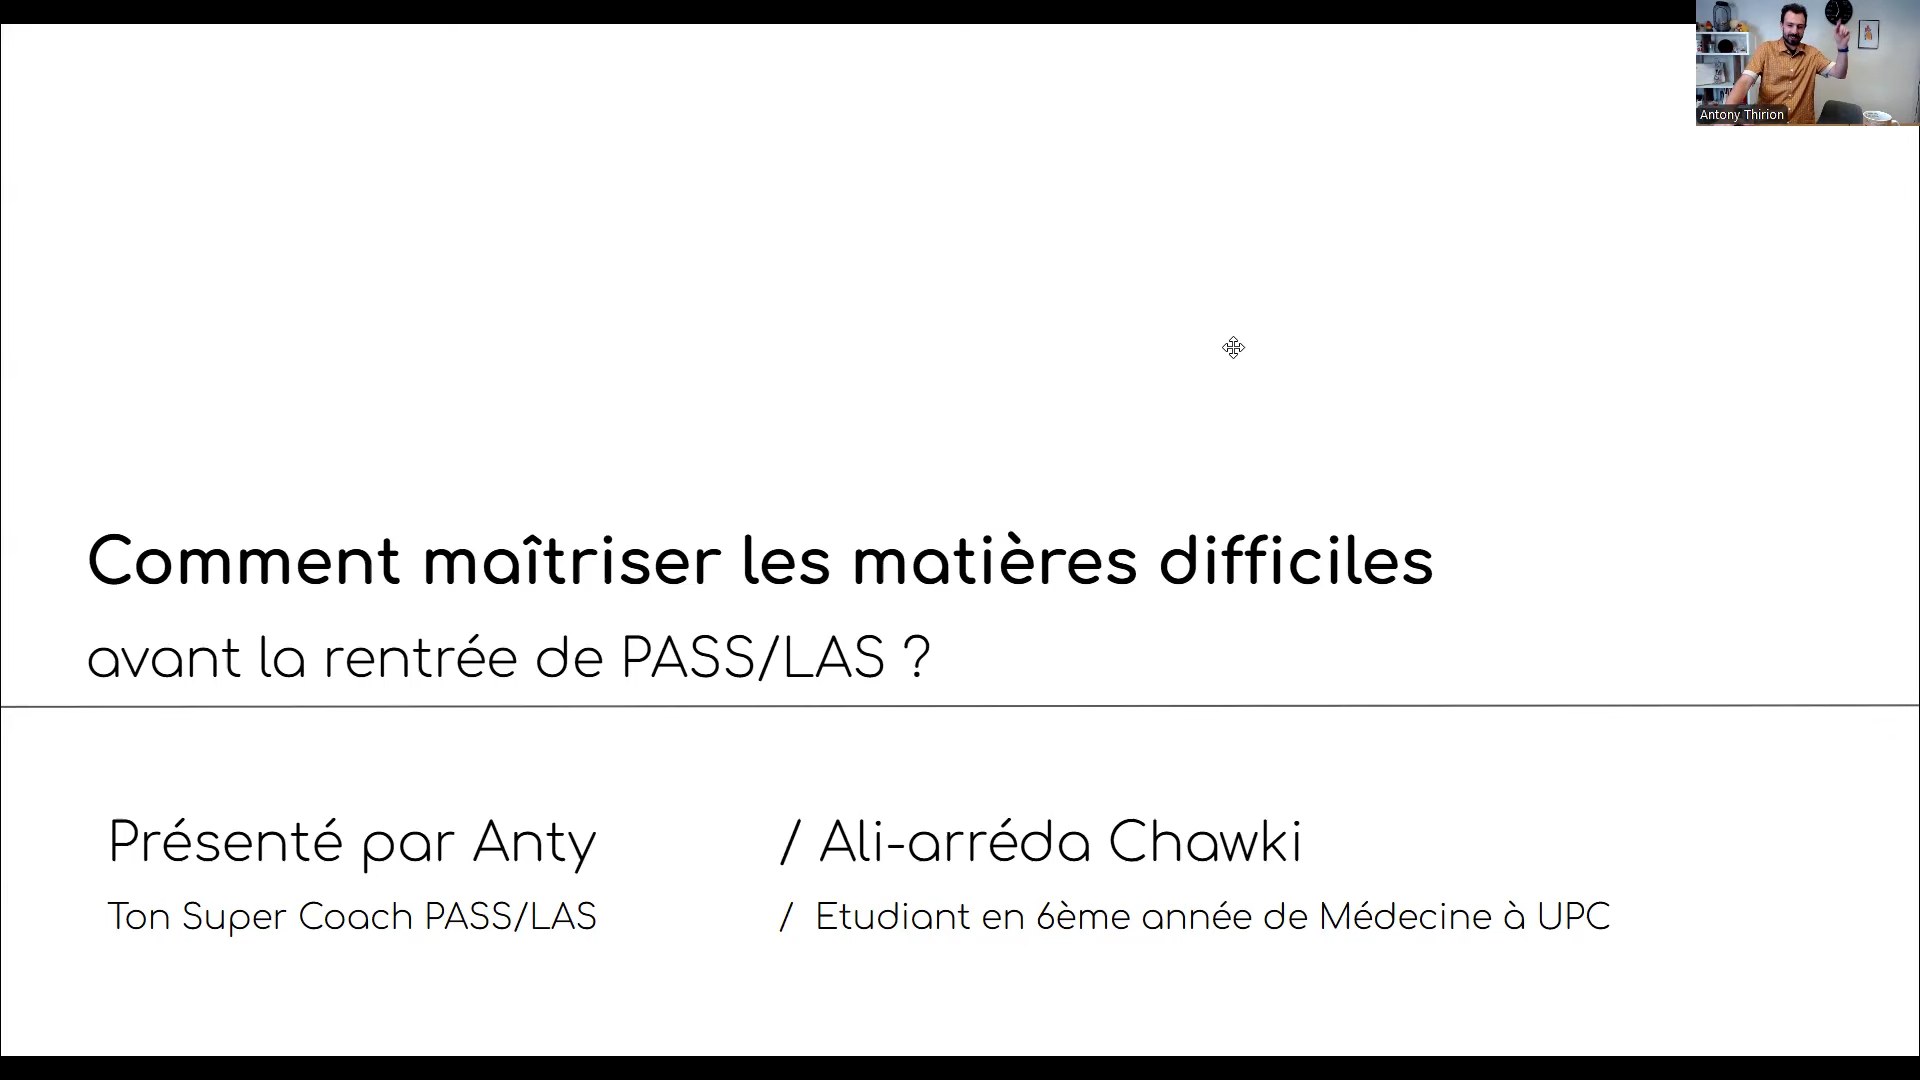 Antony Thirion
Comment maîtriser les matières difficiles
avant la rentrée de PASS/LAS ?
Présenté par Anty / Ali-arréda Chawki
Ton Super Coach PASS/LAS / Etudiant en 6ème année de Médecine à UPC